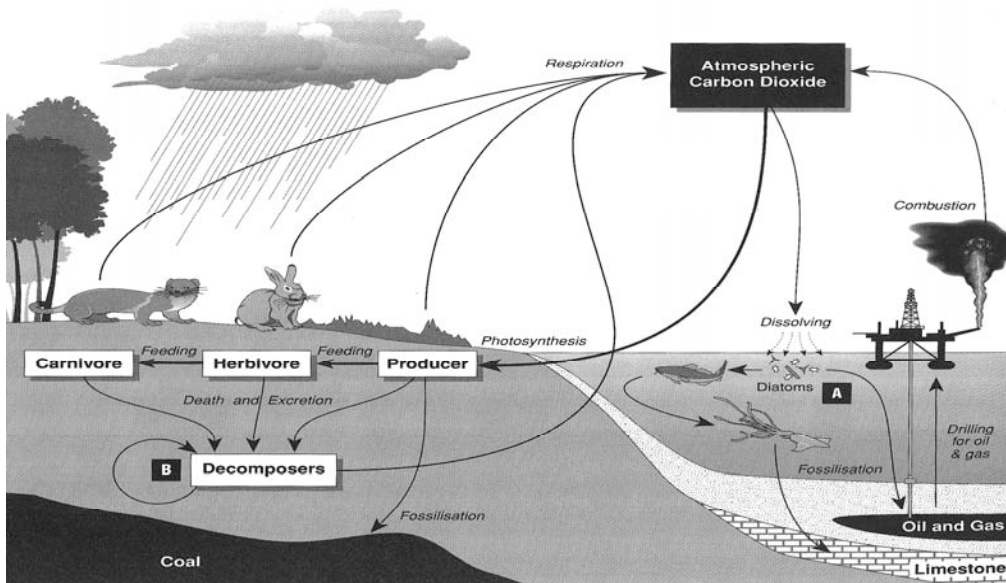 Respiration
Atmospheric
Carbon Dioxide
Combustion
Dissolving
Photosynthesis
Carnivore
Feeding
Herbivore
Feeding
Producer
Diatoms
A
Death and Excretion
Drilling
for oil
& gas
B
Decomposers
Fossilisation
Fossilisation
Oil and Gas
Coal
Limestone